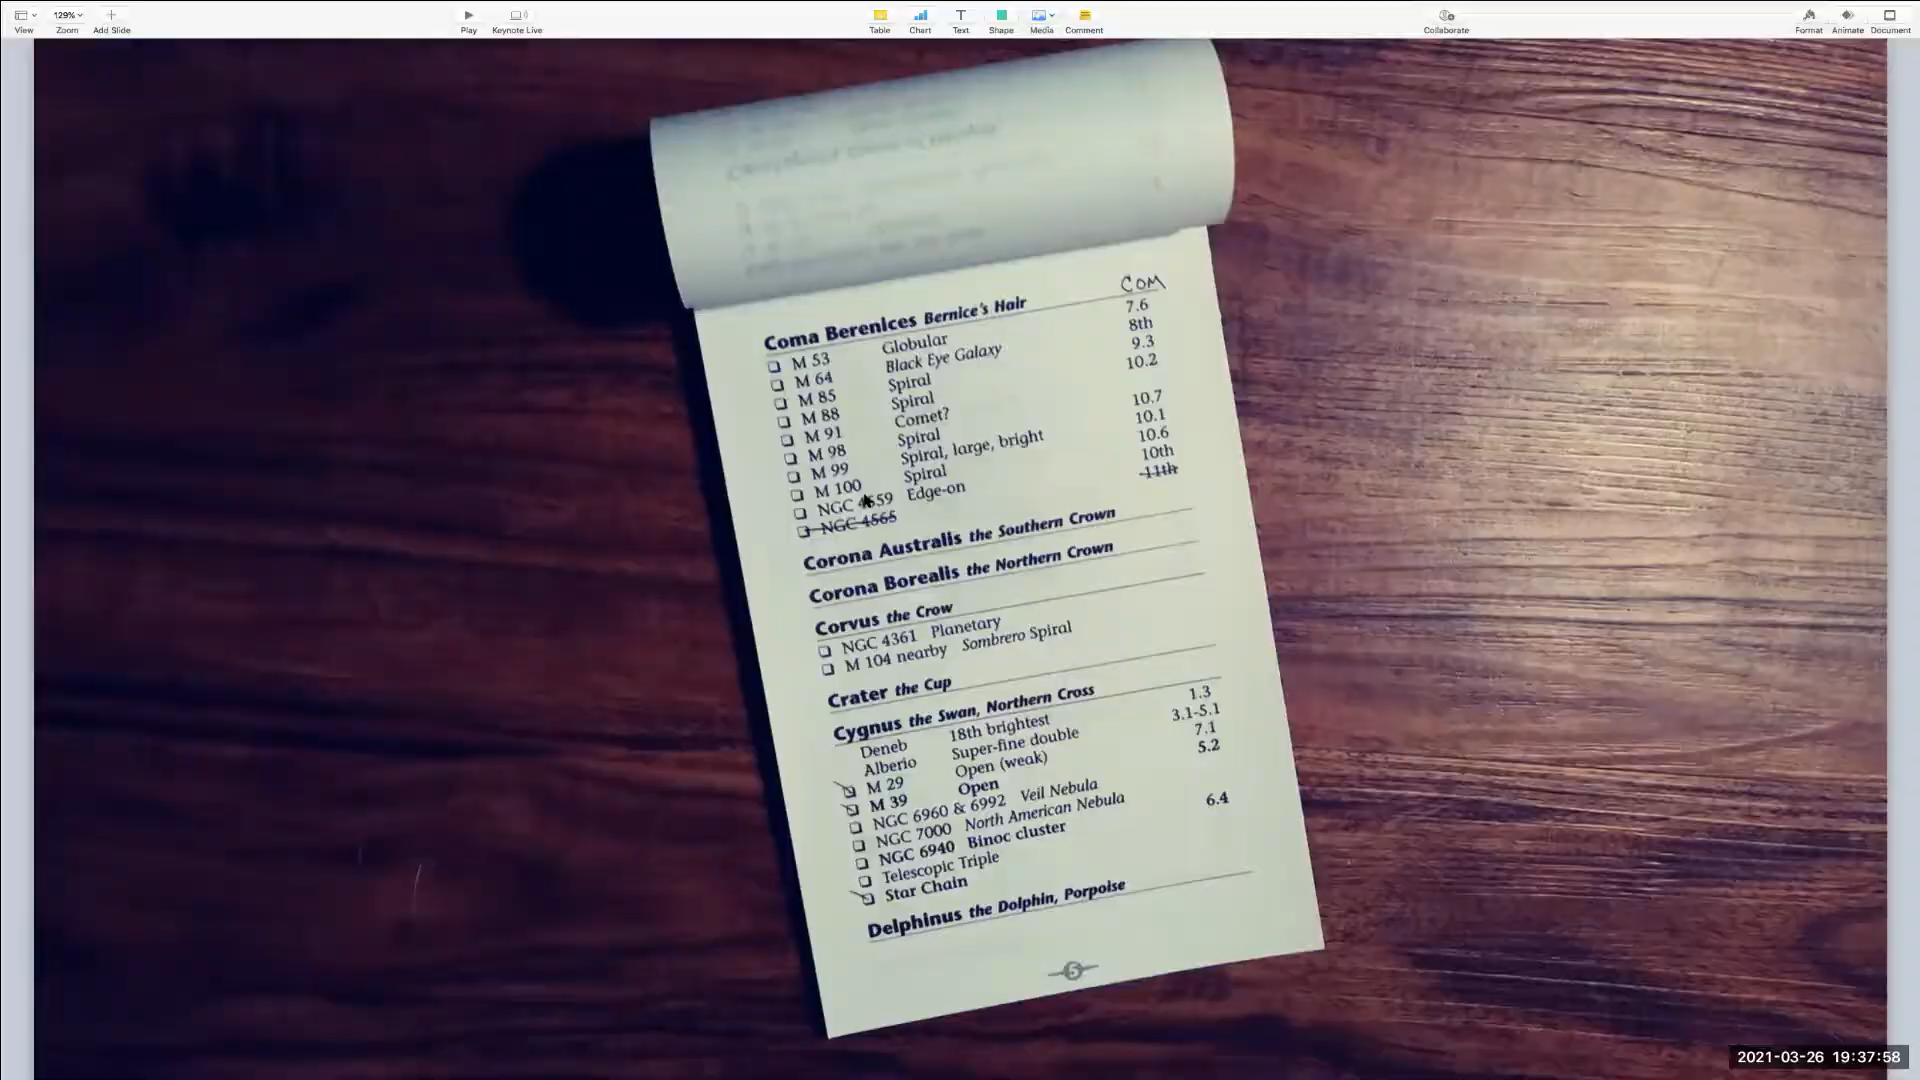 View
Zoom
Add Slide
Play
Keynote Live
Table
Chart
Text
Shape
Media
Comment
Collaborate
Format
Animate
Document
129%
COM
Coma Berenices Bernice's Hair
M 53 Globular 7.6
M 64 Black Eye Galaxy 8th
M 85 Spiral 9.3
M 88 Spiral 10.2
M 91 Comet?
M 98 Spiral 10.7
M 99 Spiral, large, bright 10.1
M 100 Spiral 10.6
NGC 4559 Edge-on 10th
NGC 4565 11th
Corona Australis the Southern Crown
Corona Borealis the Northern Crown
Corvus the Crow
NGC 4361 Planetary
M 104 nearby Sombrero Spiral
Crater the Cup
Cygnus the Swan, Northern Cross
Deneb 18th brightest 1.3
Alberio Super-fine double 3.1-5.1
M 29 Open (weak) 7.1
M 39 Open 5.2
NGC 6960 & 6992 Veil Nebula
NGC 7000 North American Nebula
NGC 6940 Binoc cluster 6.4
Telescopic Triple
Star Chain
Delphinus the Dolphin, Porpoise
5
2021-03-26 19:37:58